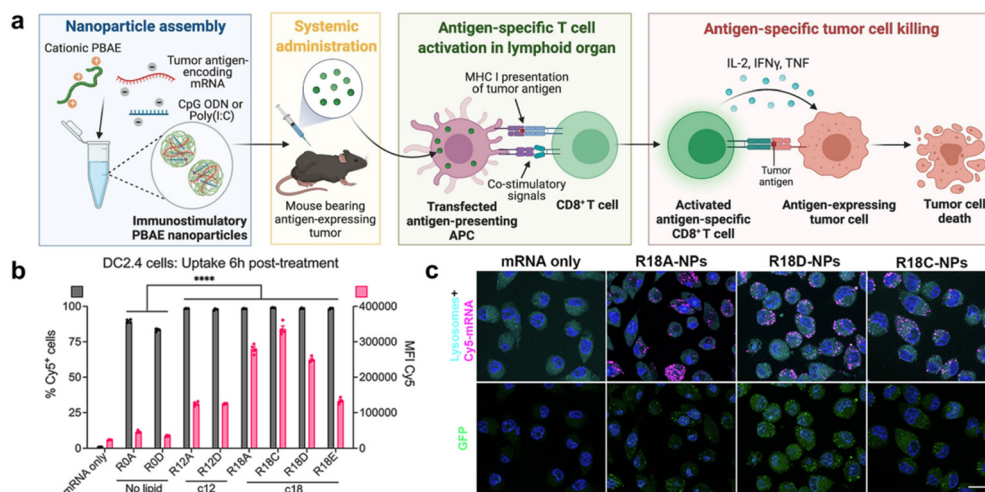 a
Nanoparticle assembly
Cationic PBAE
Tumor antigen-
encoding
mRNA
CpG ODN or
Poly(I:C)
Immunostimulatory
PBAE nanoparticles
Systemic
administration
Mouse bearing
antigen-expressing
tumor
Antigen-specific T cell
activation in lymphoid organ
MHC I presentation
of tumor antigen
Co-stimulatory
signals
Transfected
antigen-presenting
APC
CD8+ T cell
Antigen-specific tumor cell killing
IL-2, IFNγ, TNF
Tumor
antigen
Activated
antigen-specific
CD8+ T cell
Antigen-expressing
tumor cell
Tumor cell
death
b
DC2.4 cells: Uptake 6h post-treatment
****
% Cy5+ cells
100
75
50
25
0
MFI Cy5
400000
300000
200000
100000
0
mRNA only
R0A
R0D
R12A
R12D
R18A
R18C
R18D
R18E
No lipid
c12
c18
c
mRNA only
R18A-NPs
R18D-NPs
R18C-NPs
Lysosomes+
Cy5-mRNA
GFP